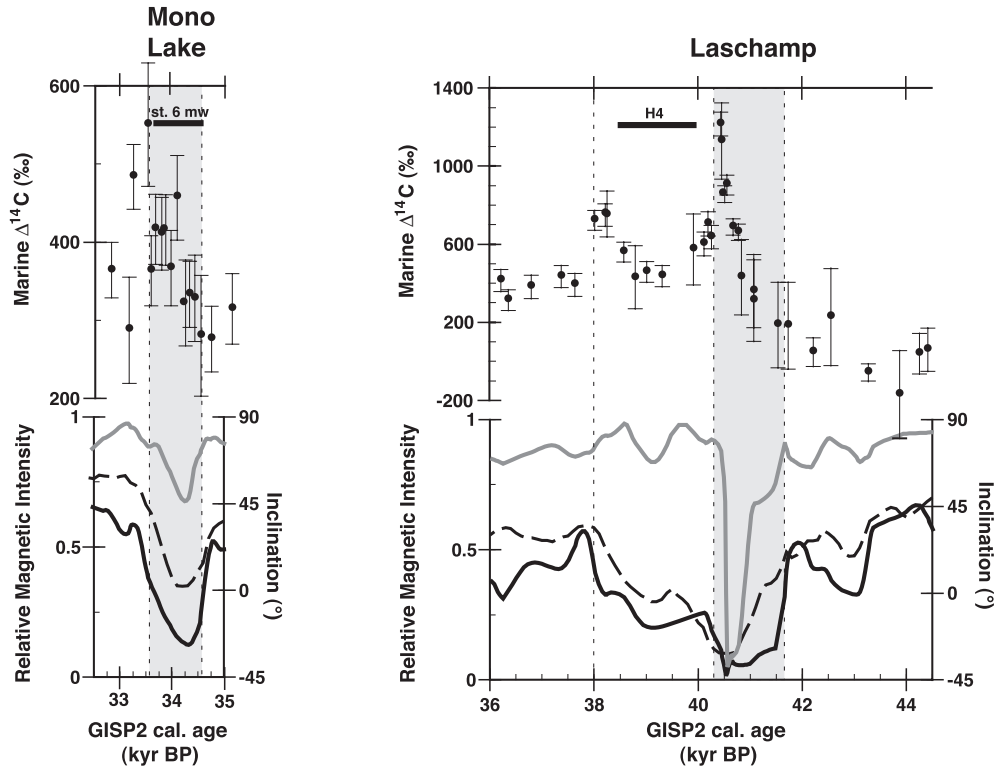 Mono
Lake
Laschamp
600
400
200
Marine Δ14C (‰)
st. 6 mw
1400
1000
600
200
-200
Marine Δ14C (‰)
H4
1
0.5
0
Relative Magnetic Intensity
90
45
0
-45
Inclination (°)
33
34
35
GISP2 cal. age
(kyr BP)
1
0.5
0
Relative Magnetic Intensity
90
45
0
-45
Inclination (°)
36
38
40
42
44
GISP2 cal. age
(kyr BP)